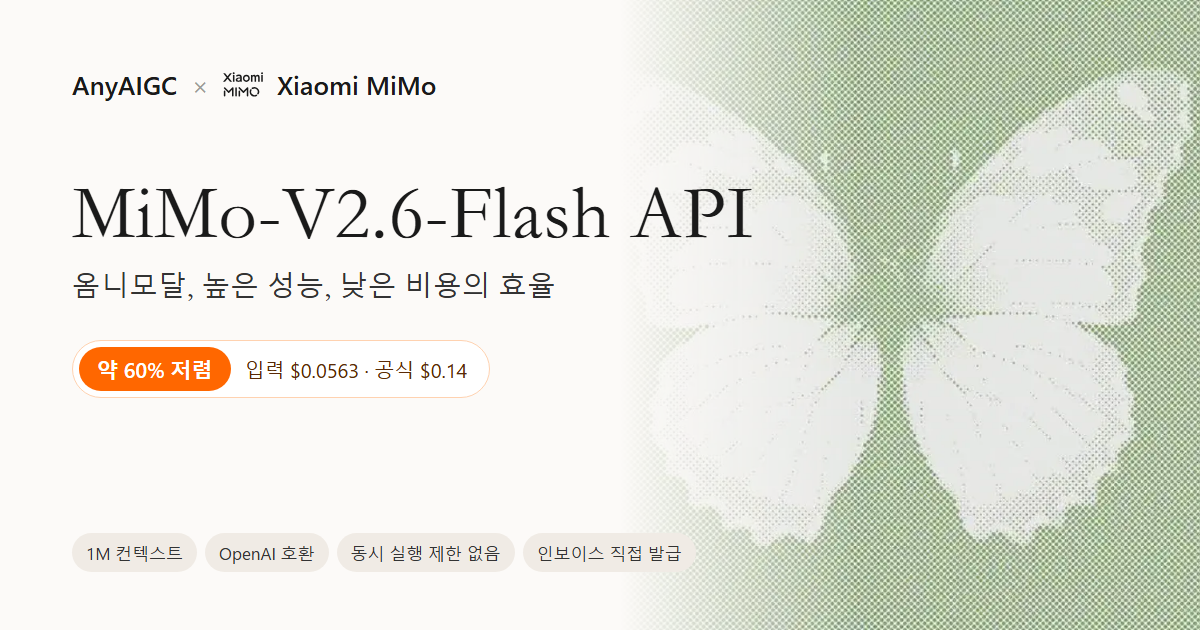 AnyAIGC × Xiaomi MIMO Xiaomi MiMo
MiMo-V2.6-Flash API
옴니모달, 높은 성능, 낮은 비용의 효율
약 60% 저렴 입력 $0.0563 · 공식 $0.14
1M 컨텍스트 OpenAI 호환 동시 실행 제한 없음 인보이스 직접 발급